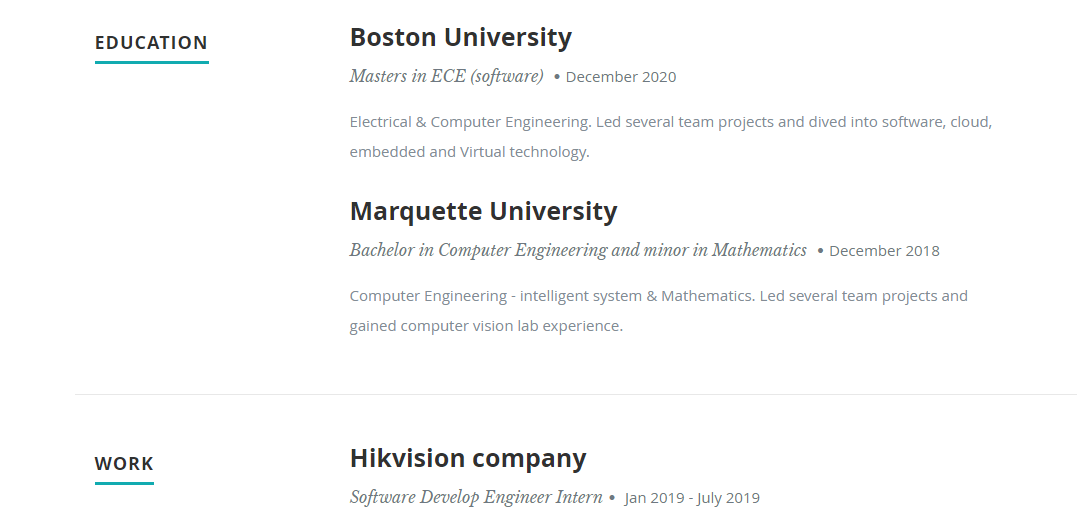 EDUCATION
Boston University
Masters in ECE (software) • December 2020
Electrical & Computer Engineering. Led several team projects and dived into software, cloud,
embedded and Virtual technology.
Marquette University
Bachelor in Computer Engineering and minor in Mathematics • December 2018
Computer Engineering - intelligent system & Mathematics. Led several team projects and
gained computer vision lab experience.
WORK
Hikvision company
Software Develop Engineer Intern • Jan 2019 - July 2019